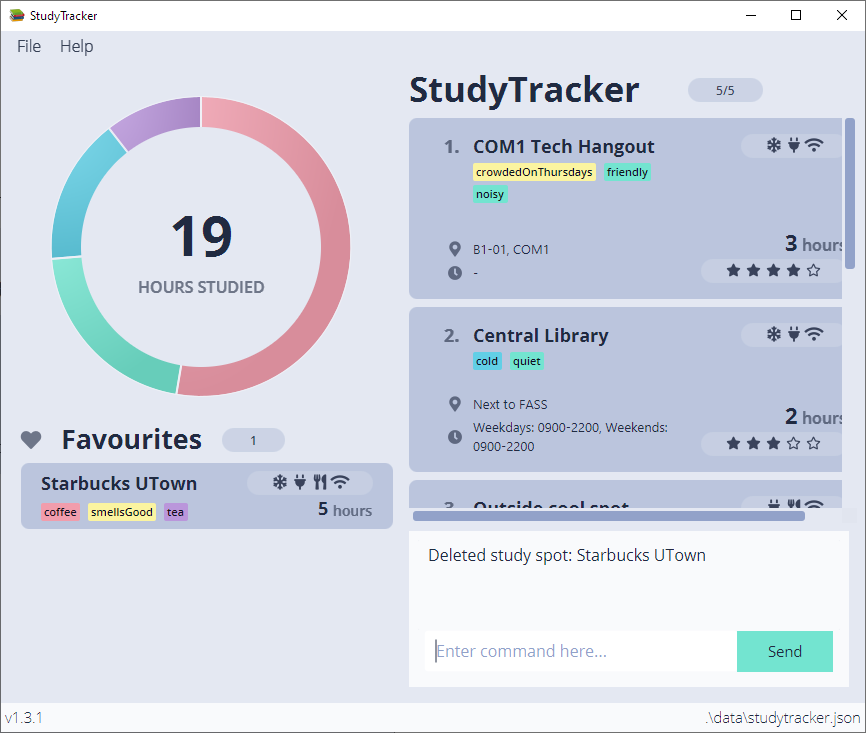 StudyTracker
File Help
19
HOURS STUDIED
Favourites
1
Starbucks UTown
coffee smellsGood tea
5 hours
StudyTracker
5/5
1. COM1 Tech Hangout
crowdedOnThursdays friendly
noisy
B1-01, COM1
-
3 hours
2. Central Library
cold quiet
Next to FASS
Weekdays: 0900-2200, Weekends:
0900-2200
2 hours
3. Outside cool spot
Deleted study spot: Starbucks UTown
Enter command here...
Send
v1.3.1
.\data\studytracker.json